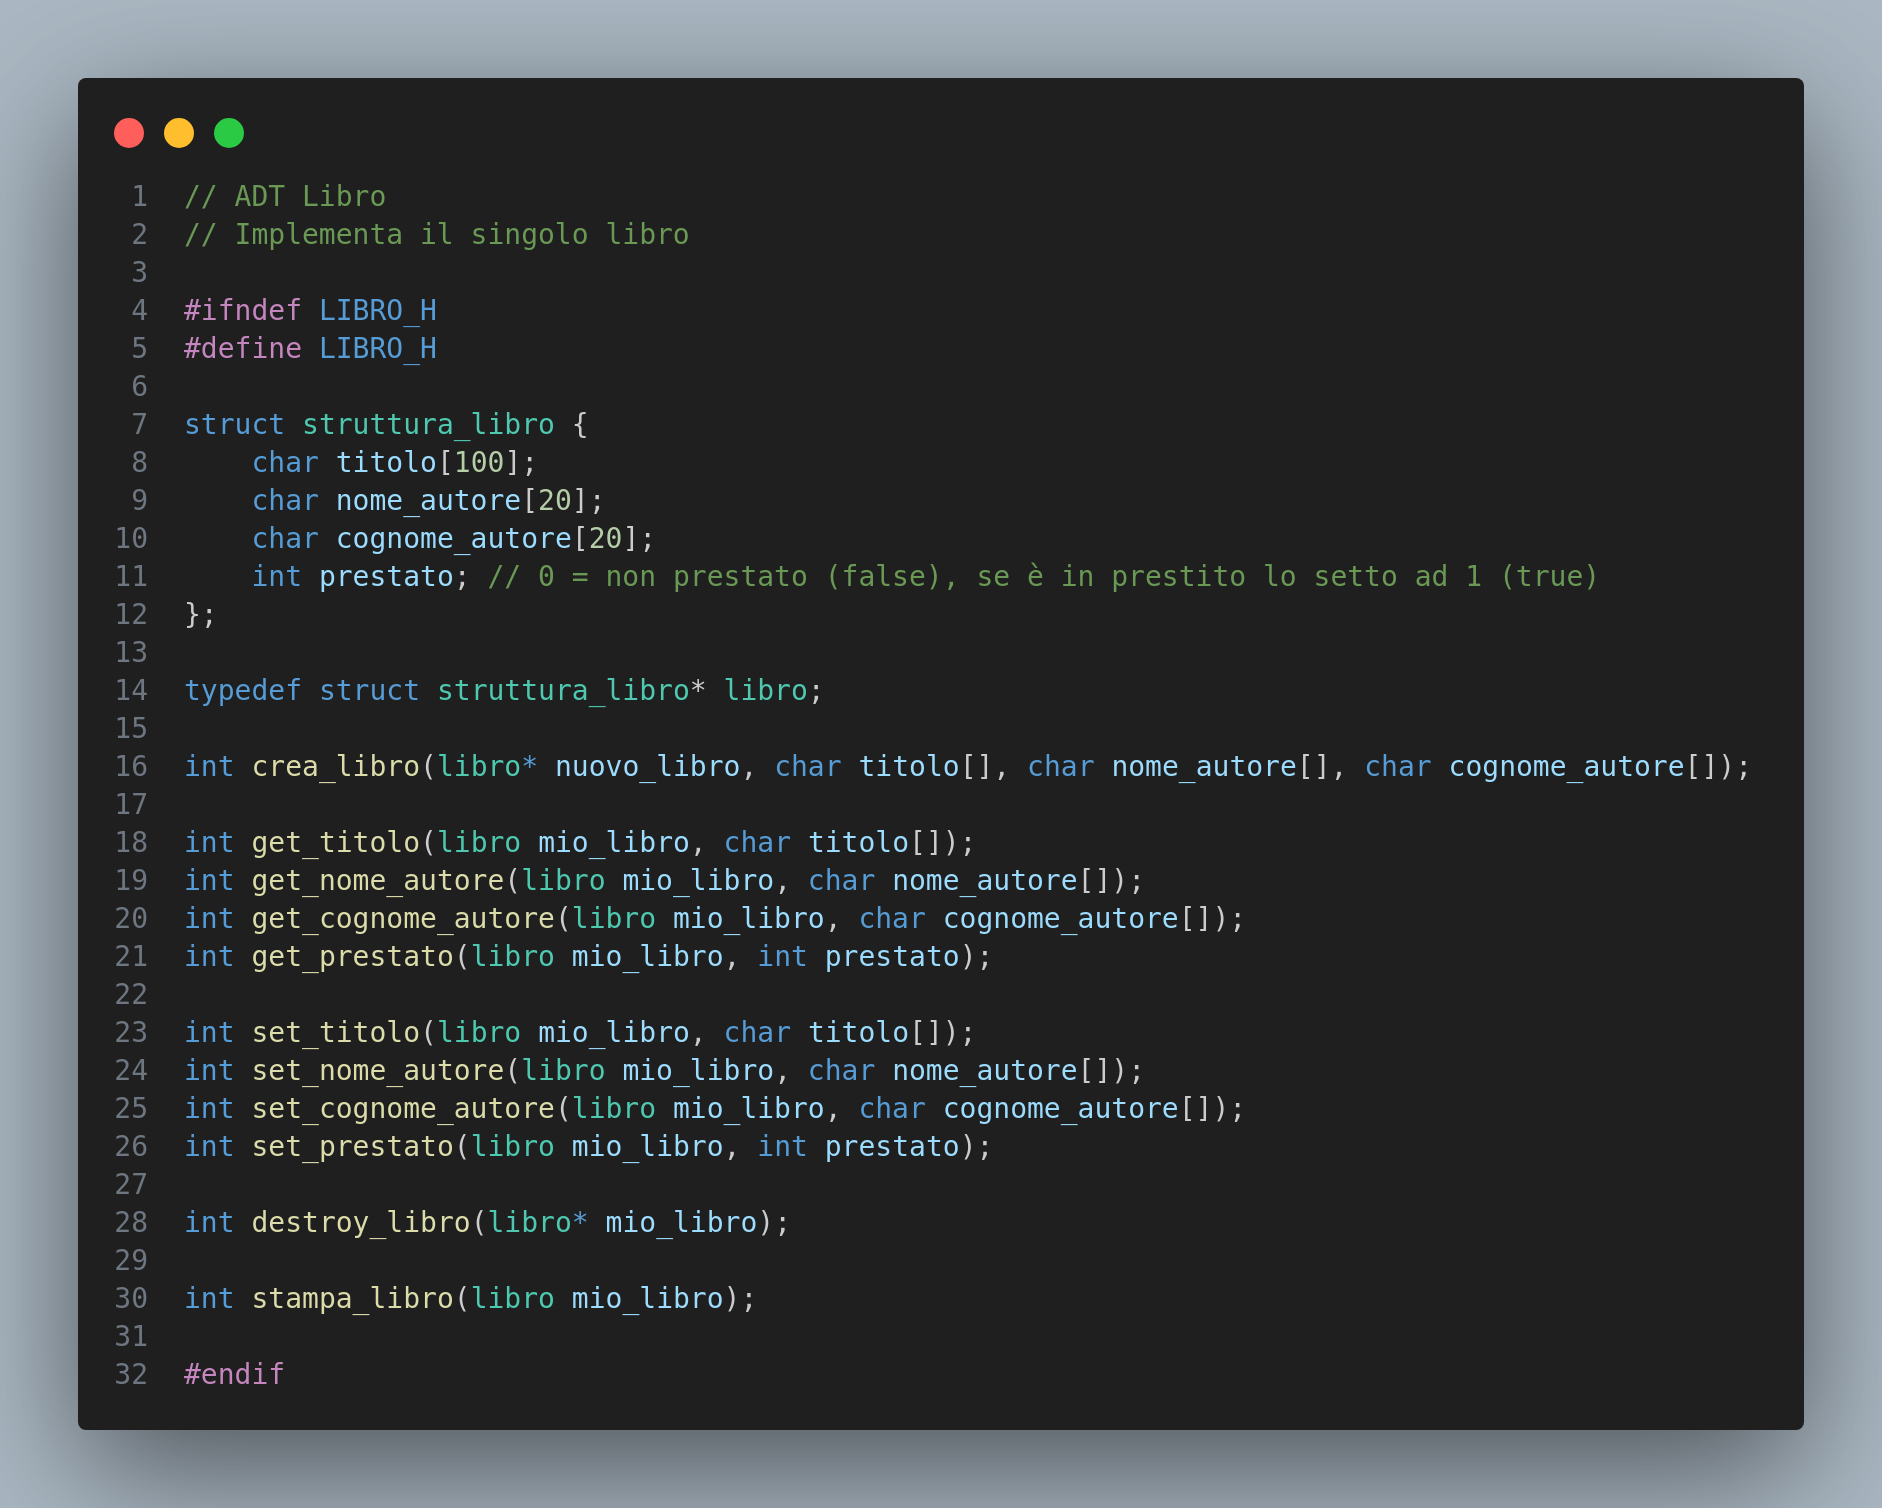 1 // ADT Libro
2 // Implementa il singolo libro
3
4 #ifndef LIBRO_H
5 #define LIBRO_H
6
7 struct struttura_libro {
8     char titolo[100];
9     char nome_autore[20];
10     char cognome_autore[20];
11     int prestato; // 0 = non prestato (false), se è in prestito lo setto ad 1 (true)
12 };
13
14 typedef struct struttura_libro* libro;
15
16 int crea_libro(libro* nuovo_libro, char titolo[], char nome_autore[], char cognome_autore[]);
17
18 int get_titolo(libro mio_libro, char titolo[]);
19 int get_nome_autore(libro mio_libro, char nome_autore[]);
20 int get_cognome_autore(libro mio_libro, char cognome_autore[]);
21 int get_prestato(libro mio_libro, int prestato);
22
23 int set_titolo(libro mio_libro, char titolo[]);
24 int set_nome_autore(libro mio_libro, char nome_autore[]);
25 int set_cognome_autore(libro mio_libro, char cognome_autore[]);
26 int set_prestato(libro mio_libro, int prestato);
27
28 int destroy_libro(libro* mio_libro);
29
30 int stampa_libro(libro mio_libro);
31
32 #endif